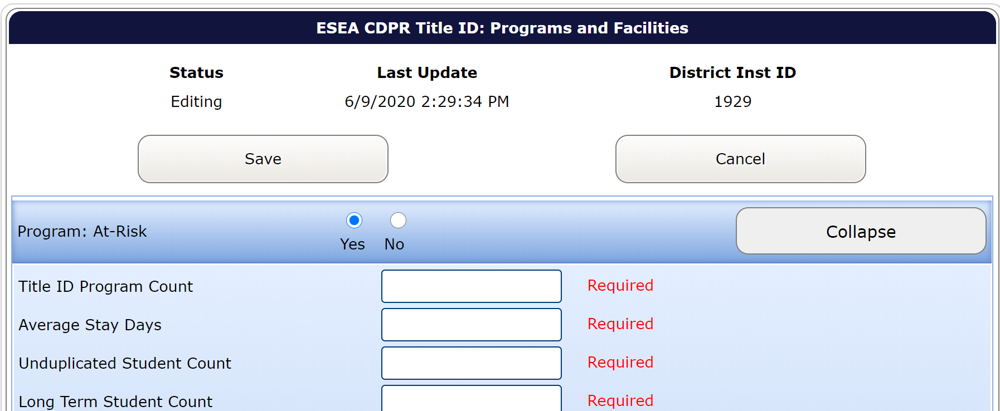 ESEA CDPR Title ID: Programs and Facilities
Status Last Update District Inst ID
Editing 6/9/2020 2:29:34 PM 1929
Save Cancel
Program: At-Risk Yes No Collapse
Title ID Program Count Required
Average Stay Days Required
Unduplicated Student Count Required
Long Term Student Count Required